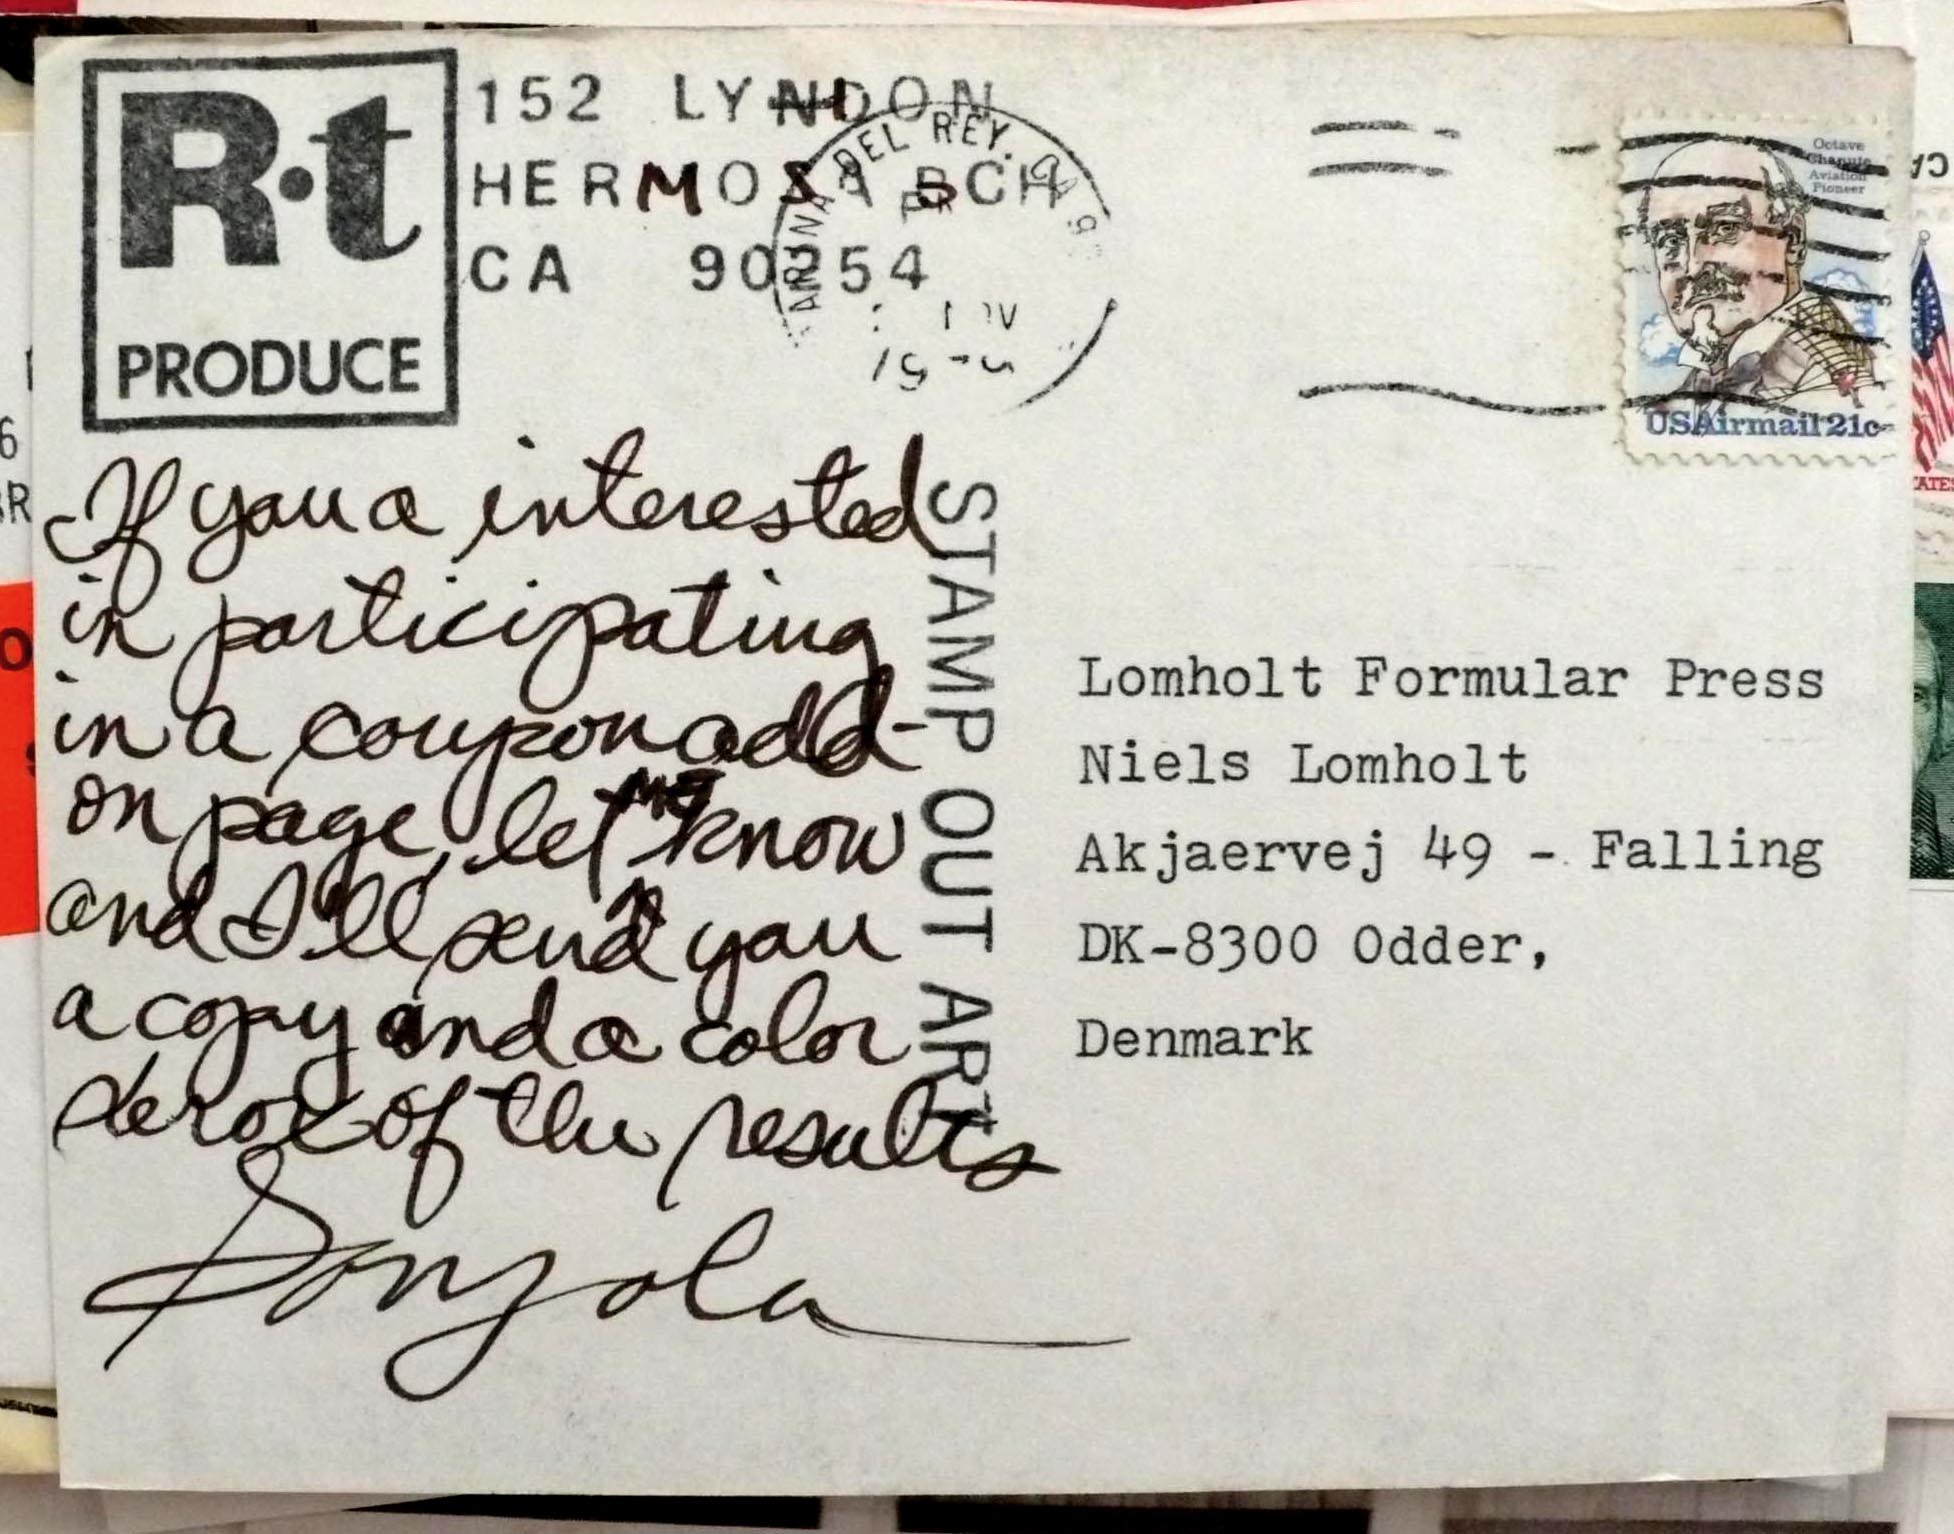 R.t
PRODUCE
152 LYNDON
HERMOSA BCH
CA 90254
MARINA DEL REY, CA
PM
Octave
Chanute
Aviation
Pioneer
USAirmail 21c
If you a interested
in participating
in a coupon add-
on page, let me know
and I'll send you
a copy and a color
xerox of the results
STAMP OUT ART
Lomholt Formular Press
Niels Lomholt
Akjaervej 49 - Falling
DK-8300 Odder,
Denmark